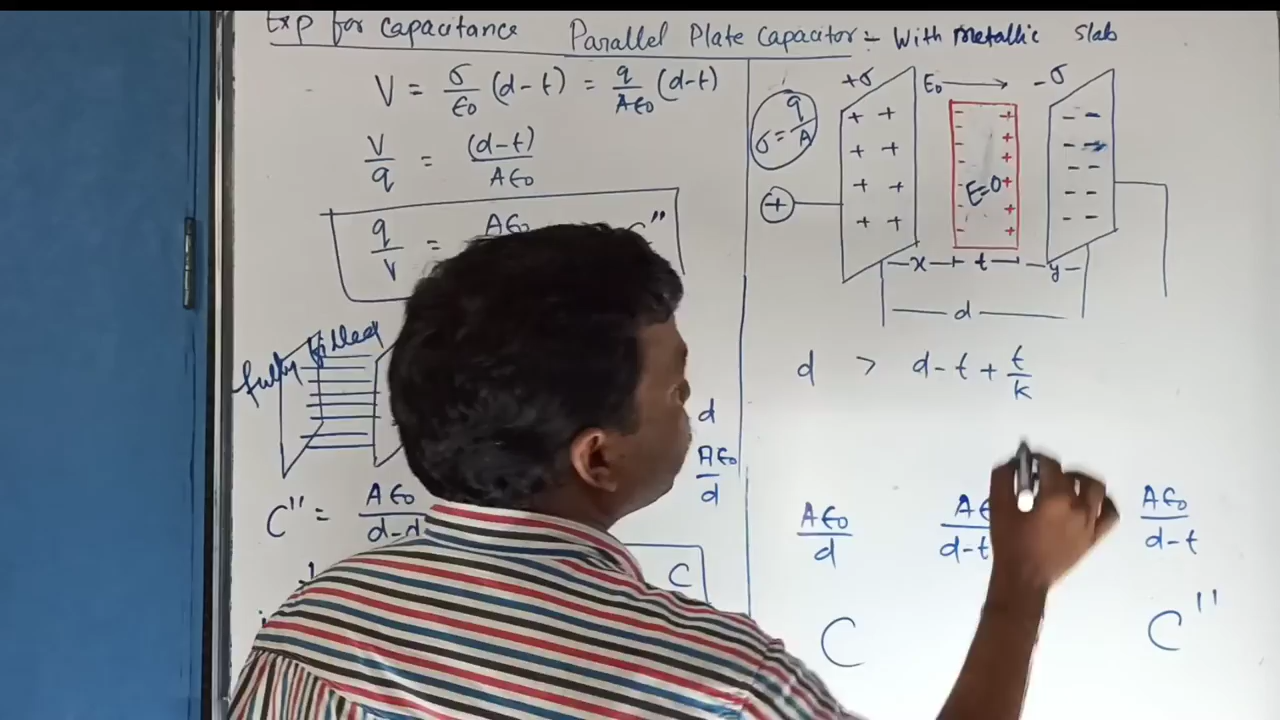 Exp for Capacitance Parallel Plate Capacitor - With Metallic Slab
V = σ/ε₀ (d-t) = q/Aε₀ (d-t)
V/q = (d-t)/Aε₀
q/V = Aε₀
C''
fully filled
C'' = Aε₀/d-d
d
Aε₀/d
C
σ = q/A
+σ E₀ → -σ
+ + - + - -
+ + - + - -
+ + - + - -
+ + - + - -
E=0
+
x t y
d
d > d-t + t/k
Aε₀/d Aε₀/d-t
C C''